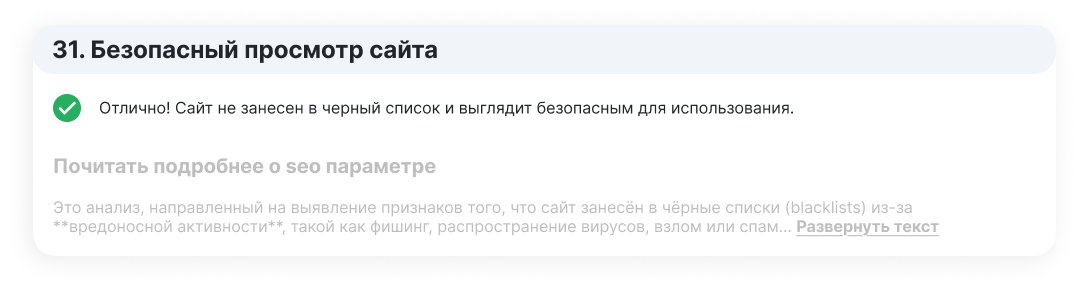 31. Безопасный просмотр сайта
Отлично! Сайт не занесен в черный список и выглядит безопасным для использования.
Почитать подробнее о seo параметре
Это анализ, направленный на выявление признаков того, что сайт занесён в чёрные списки (blacklists) из-за
**вредоносной активности**, такой как фишинг, распространение вирусов, взлом или спам... Развернуть текст